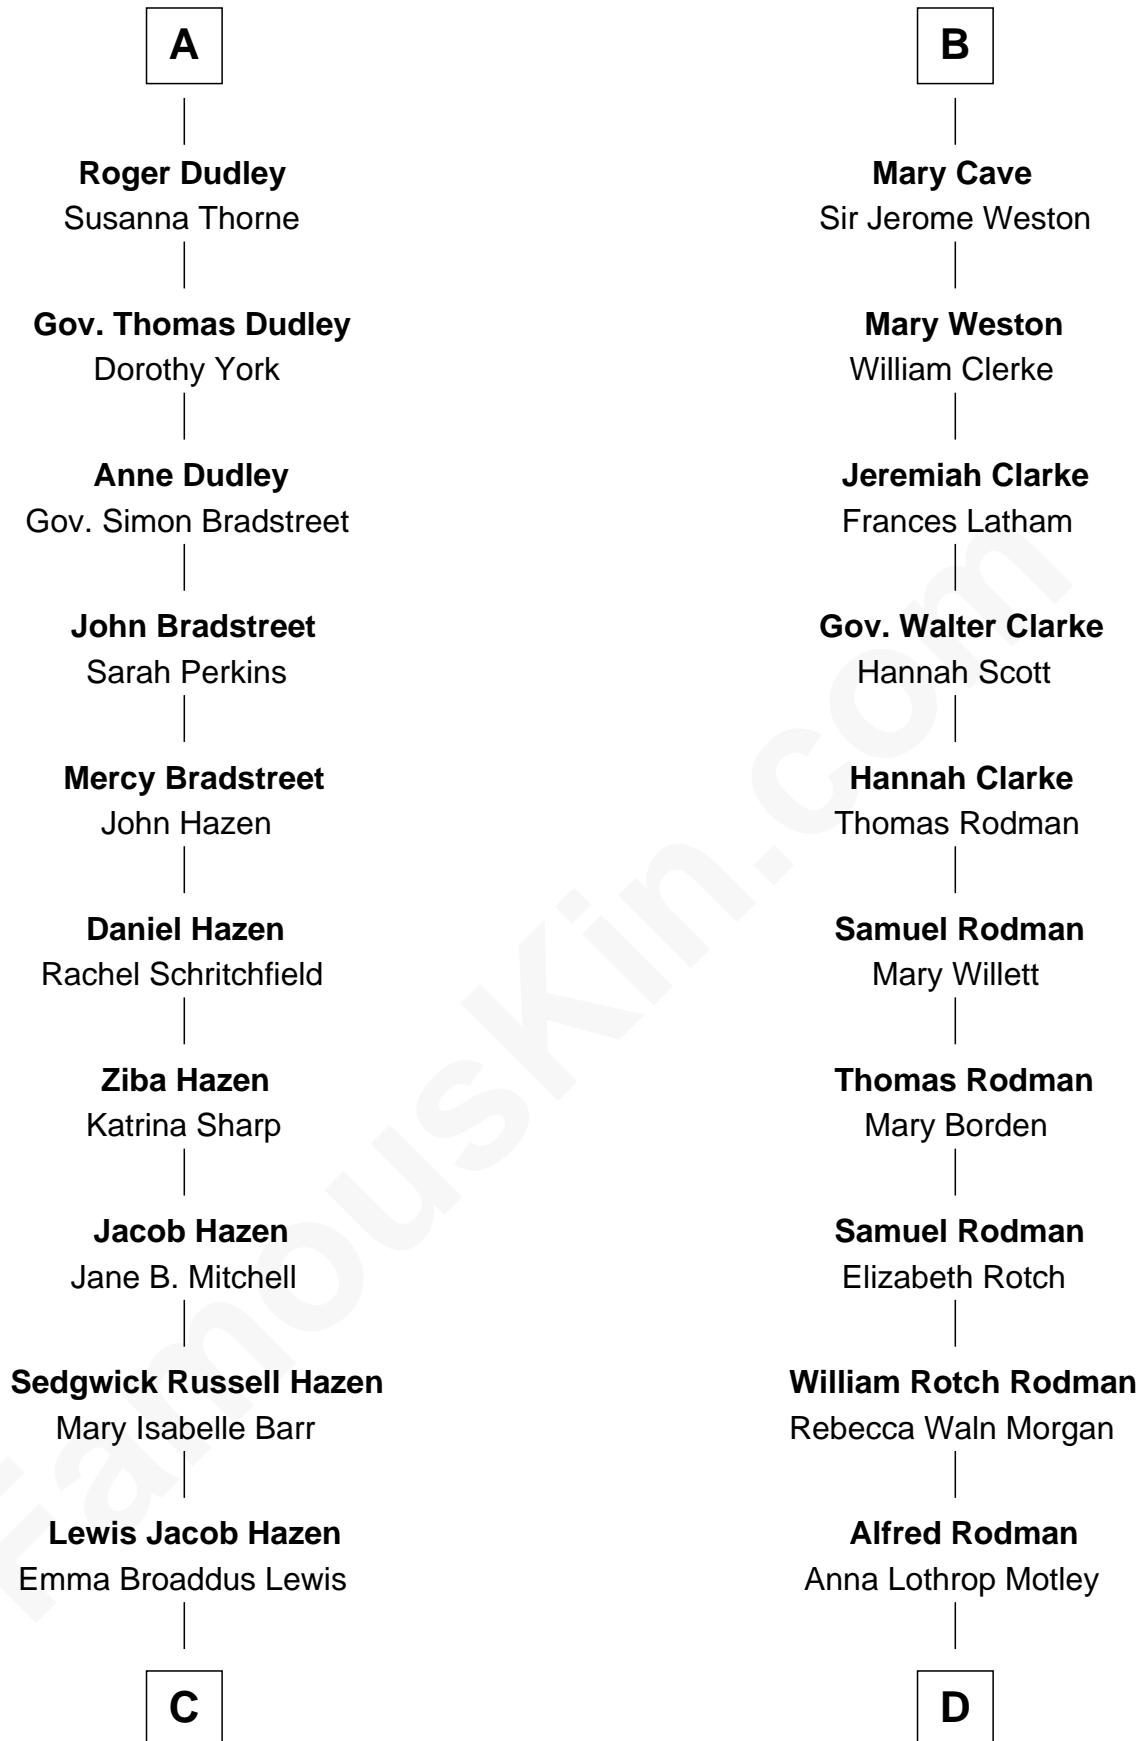 A
Roger Dudley
Susanna Thorne
Gov. Thomas Dudley
Dorothy York
Anne Dudley
Gov. Simon Bradstreet
John Bradstreet
Sarah Perkins
Mercy Bradstreet
John Hazen
Daniel Hazen
Rachel Schritchfield
Ziba Hazen
Katrina Sharp
Jacob Hazen
Jane B. Mitchell
Sedgwick Russell Hazen
Mary Isabelle Barr
Lewis Jacob Hazen
Emma Broaddus Lewis
C
B
Mary Cave
Sir Jerome Weston
Mary Weston
William Clerke
Jeremiah Clarke
Frances Latham
Gov. Walter Clarke
Hannah Scott
Hannah Clarke
Thomas Rodman
Samuel Rodman
Mary Willett
Thomas Rodman
Mary Borden
Samuel Rodman
Elizabeth Rotch
William Rotch Rodman
Rebecca Waln Morgan
Alfred Rodman
Anna Lothrop Motley
D
FamousKin.com